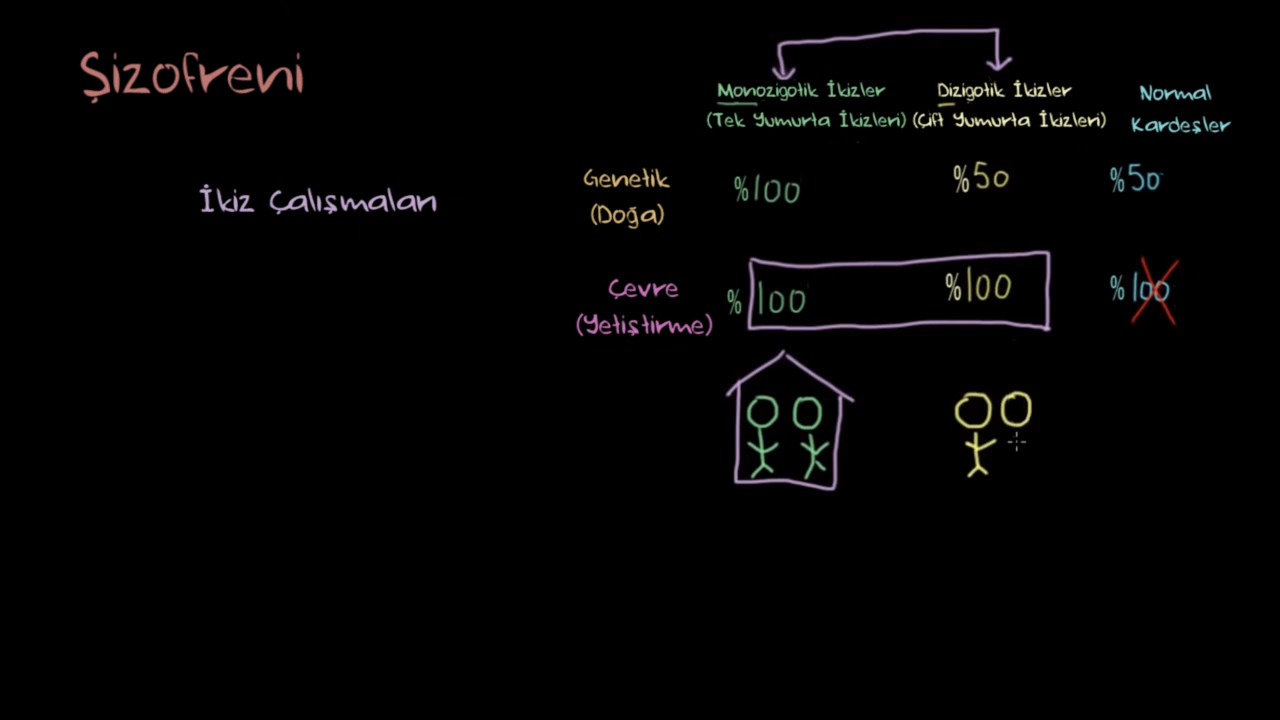 Şizofreni
İkiz Çalışmaları
Monozigotik İkizler
(Tek Yumurta İkizleri)
Dizigotik İkizler
(Çift Yumurta İkizleri)
Normal
Kardeşler
Genetik
(Doğa)
%100
%50
%50
Çevre
(Yetiştirme)
%100
%100
%100